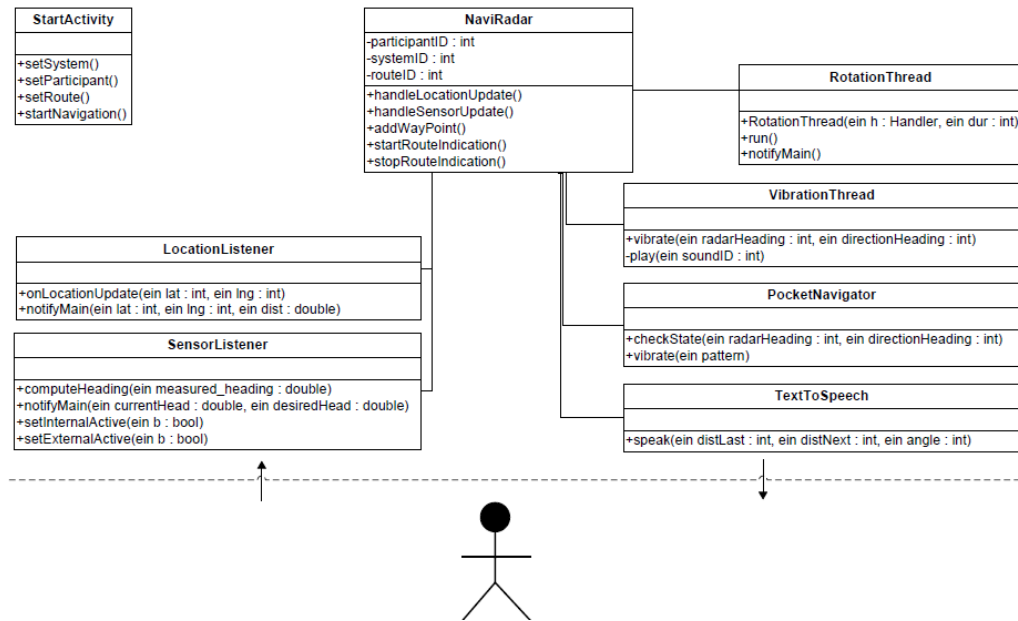 StartActivity
+setSystem()
+setParticipant()
+setRoute()
+startNavigation()
NaviRadar
-participantID : int
-systemID : int
-routeID : int
+handleLocationUpdate()
+handleSensorUpdate()
+addWayPoint()
+startRouteIndication()
+stopRouteIndication()
RotationThread
+RotationThread(ein h : Handler, ein dur : int)
+run()
+notifyMain()
VibrationThread
+vibrate(ein radarHeading : int, ein directionHeading : int)
-play(ein soundID : int)
LocationListener
+onLocationUpdate(ein lat : int, ein lng : int)
+notifyMain(ein lat : int, ein lng : int, ein dist : double)
PocketNavigator
+checkState(ein radarHeading : int, ein directionHeading : int)
+vibrate(ein pattern)
SensorListener
+computeHeading(ein measured_heading : double)
+notifyMain(ein currentHead : double, ein desiredHead : double)
+setInternalActive(ein b : bool)
+setExternalActive(ein b : bool)
TextToSpeech
+speak(ein distLast : int, ein distNext : int, ein angle : int)